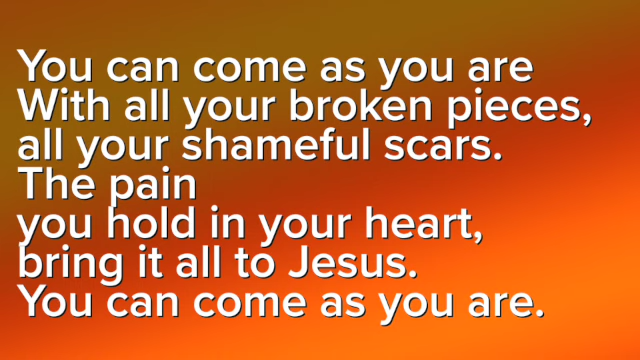 You can come as you are
With all your broken pieces,
all your shameful scars.
The pain
you hold in your heart,
bring it all to Jesus.
You can come as you are.